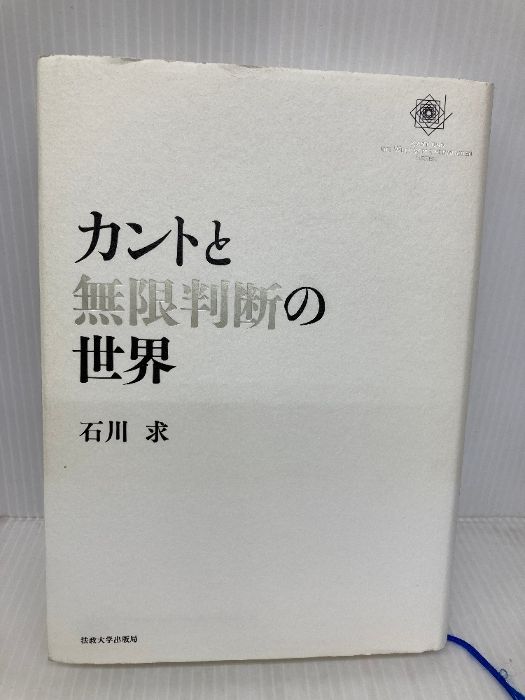 カントと
無限判断の
世界
石川 求
法政大学出版局